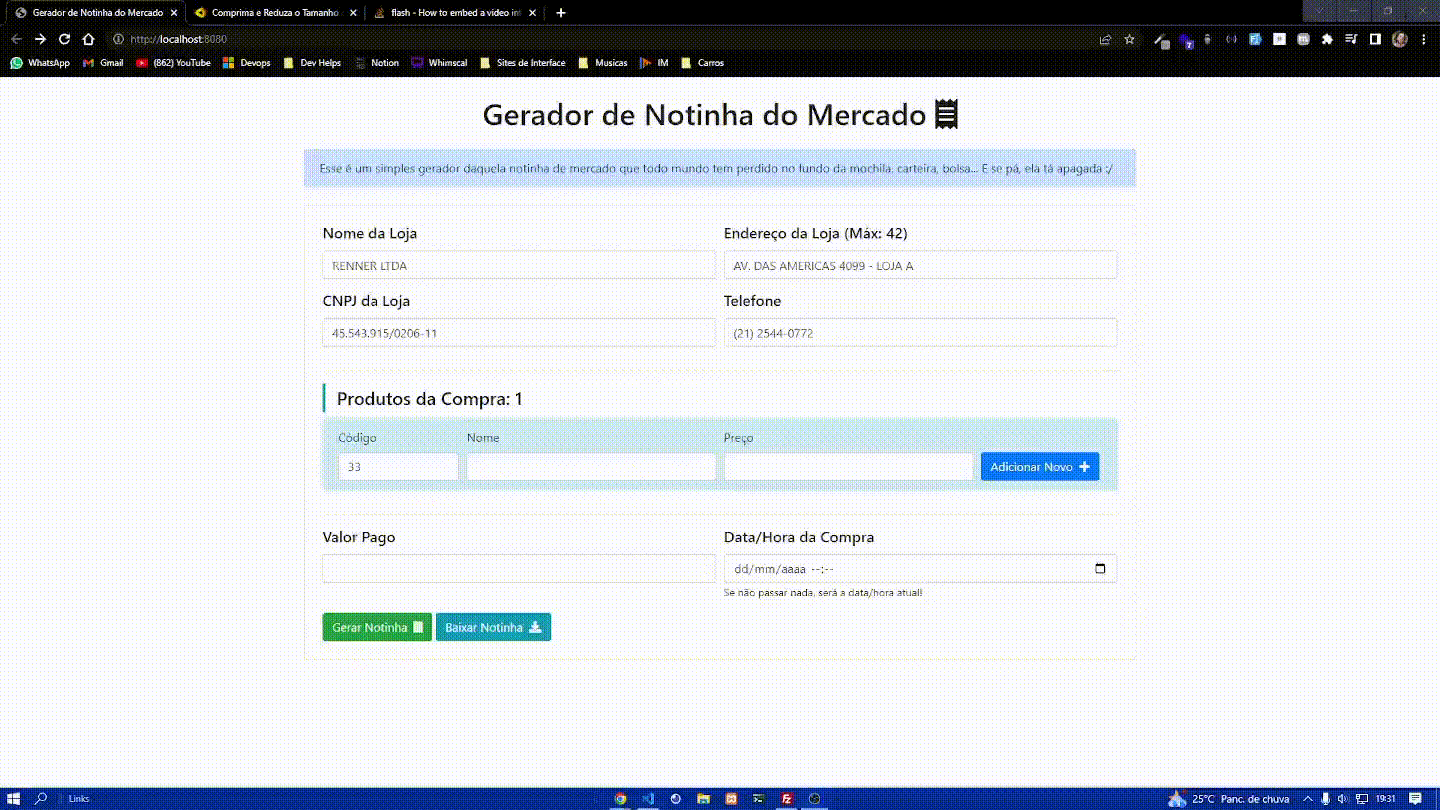 Gerador de Notinha do Mercado
Comprima e Reduza o Tamanho
flash - How to embed a video in
http://localhost:8080
WhatsApp
Gmail
(862) YouTube
Devops
Dev Helps
Notion
Whimscal
Sites de Interface
Musicas
IM
Carros
Gerador de Notinha do Mercado
Esse é um simples gerador daquela notinha de mercado que todo mundo tem perdido no fundo da mochila, carteira, bolsa... E se pá, ela tá apagada :/
Nome da Loja
Endereço da Loja (Máx: 42)
RENNER LTDA
AV. DAS AMERICAS 4099 - LOJA A
CNPJ da Loja
Telefone
45.543.915/0206-11
(21) 2544-0772
Produtos da Compra: 1
Código
Nome
Preço
33
Adicionar Novo
Valor Pago
Data/Hora da Compra
dd/mm/aaaa --:--
Se não passar nada, será a data/hora atual!
Gerar Notinha
Baixar Notinha
Links
25°C Panc. de chuva
19:31